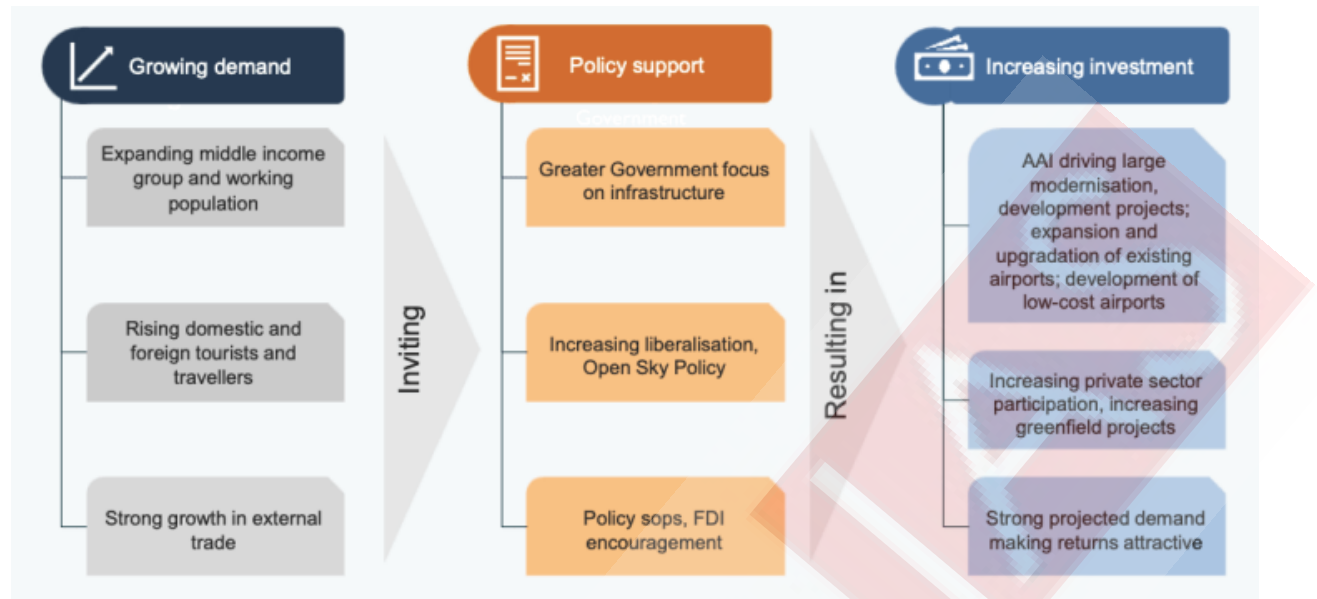 Growing demand
Expanding middle income
group and working
population
Rising domestic and
foreign tourists and
travellers
Strong growth in external
trade
Inviting
Policy support
Government
Greater Government focus
on infrastructure
Increasing liberalisation,
Open Sky Policy
Policy sops, FDI
encouragement
Resulting in
Increasing investment
AAI driving large
modernisation,
development projects;
expansion and
upgradation of existing
airports; development of
low-cost airports
Increasing private sector
participation, increasing
greenfield projects
Strong projected demand
making returns attractive